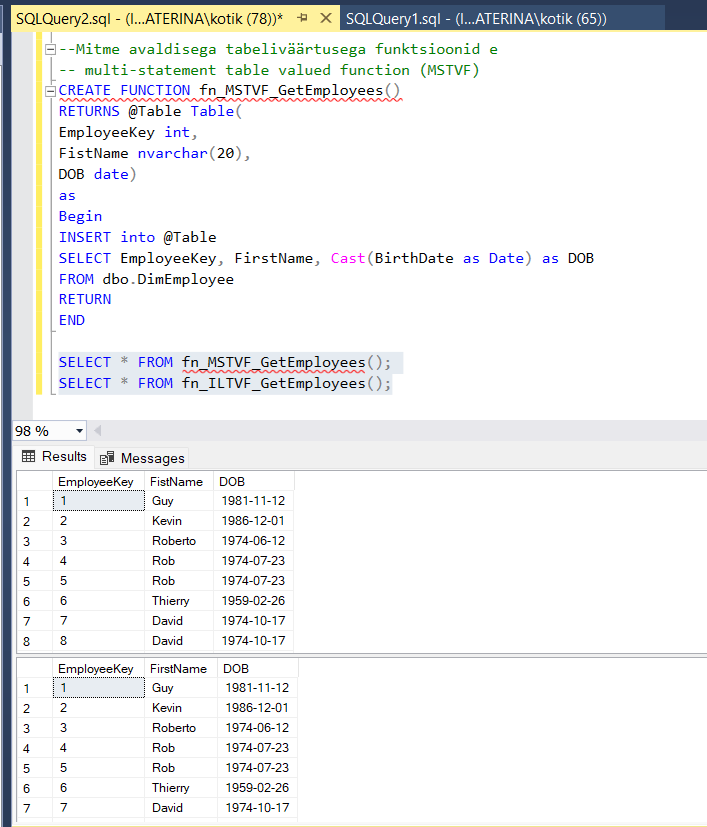 SQLQuery2.sql - (l...ATERINA\kotik (78))*
SQLQuery1.sql - (l...ATERINA\kotik (65))
--Mitme avaldisega tabeliväärtusega funktsioonid e
-- multi-statement table valued function (MSTVF)
CREATE FUNCTION fn_MSTVF_GetEmployees()
RETURNS @Table Table(
EmployeeKey int,
FistName nvarchar(20),
DOB date)
as
Begin
INSERT into @Table
SELECT EmployeeKey, FirstName, Cast(BirthDate as Date) as DOB
FROM dbo.DimEmployee
RETURN
END
SELECT * FROM fn_MSTVF_GetEmployees();
SELECT * FROM fn_ILTVF_GetEmployees();
98 %
Results Messages
EmployeeKey FistName DOB
1 1 Guy 1981-11-12
2 2 Kevin 1986-12-01
3 3 Roberto 1974-06-12
4 4 Rob 1974-07-23
5 5 Rob 1974-07-23
6 6 Thierry 1959-02-26
7 7 David 1974-10-17
8 8 David 1974-10-17
EmployeeKey FirstName DOB
1 1 Guy 1981-11-12
2 2 Kevin 1986-12-01
3 3 Roberto 1974-06-12
4 4 Rob 1974-07-23
5 5 Rob 1974-07-23
6 6 Thierry 1959-02-26
7 7 David 1974-10-17